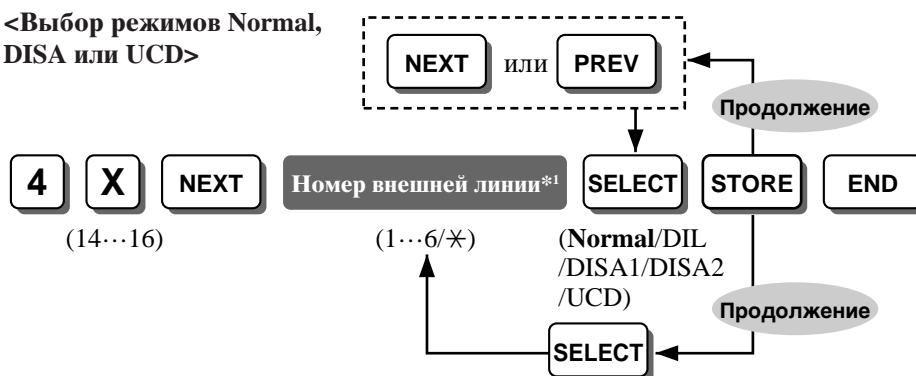 <Выбор режимов Normal,
DISA или UCD>
NEXT или PREV
Продолжение
4 X NEXT Номер внешней линии*1 SELECT STORE END
(14···16) (1···6/✳) (Normal/DIL
/DISA1/DISA2
/UCD)
Продолжение
SELECT